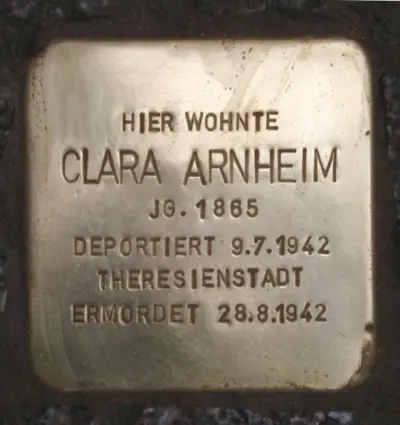 HIER WOHNTE
CLARA ARNHEIM
JG. 1865
DEPORTIERT 9.7.1942
THERESIENSTADT
ERMORDET 28.8.1942